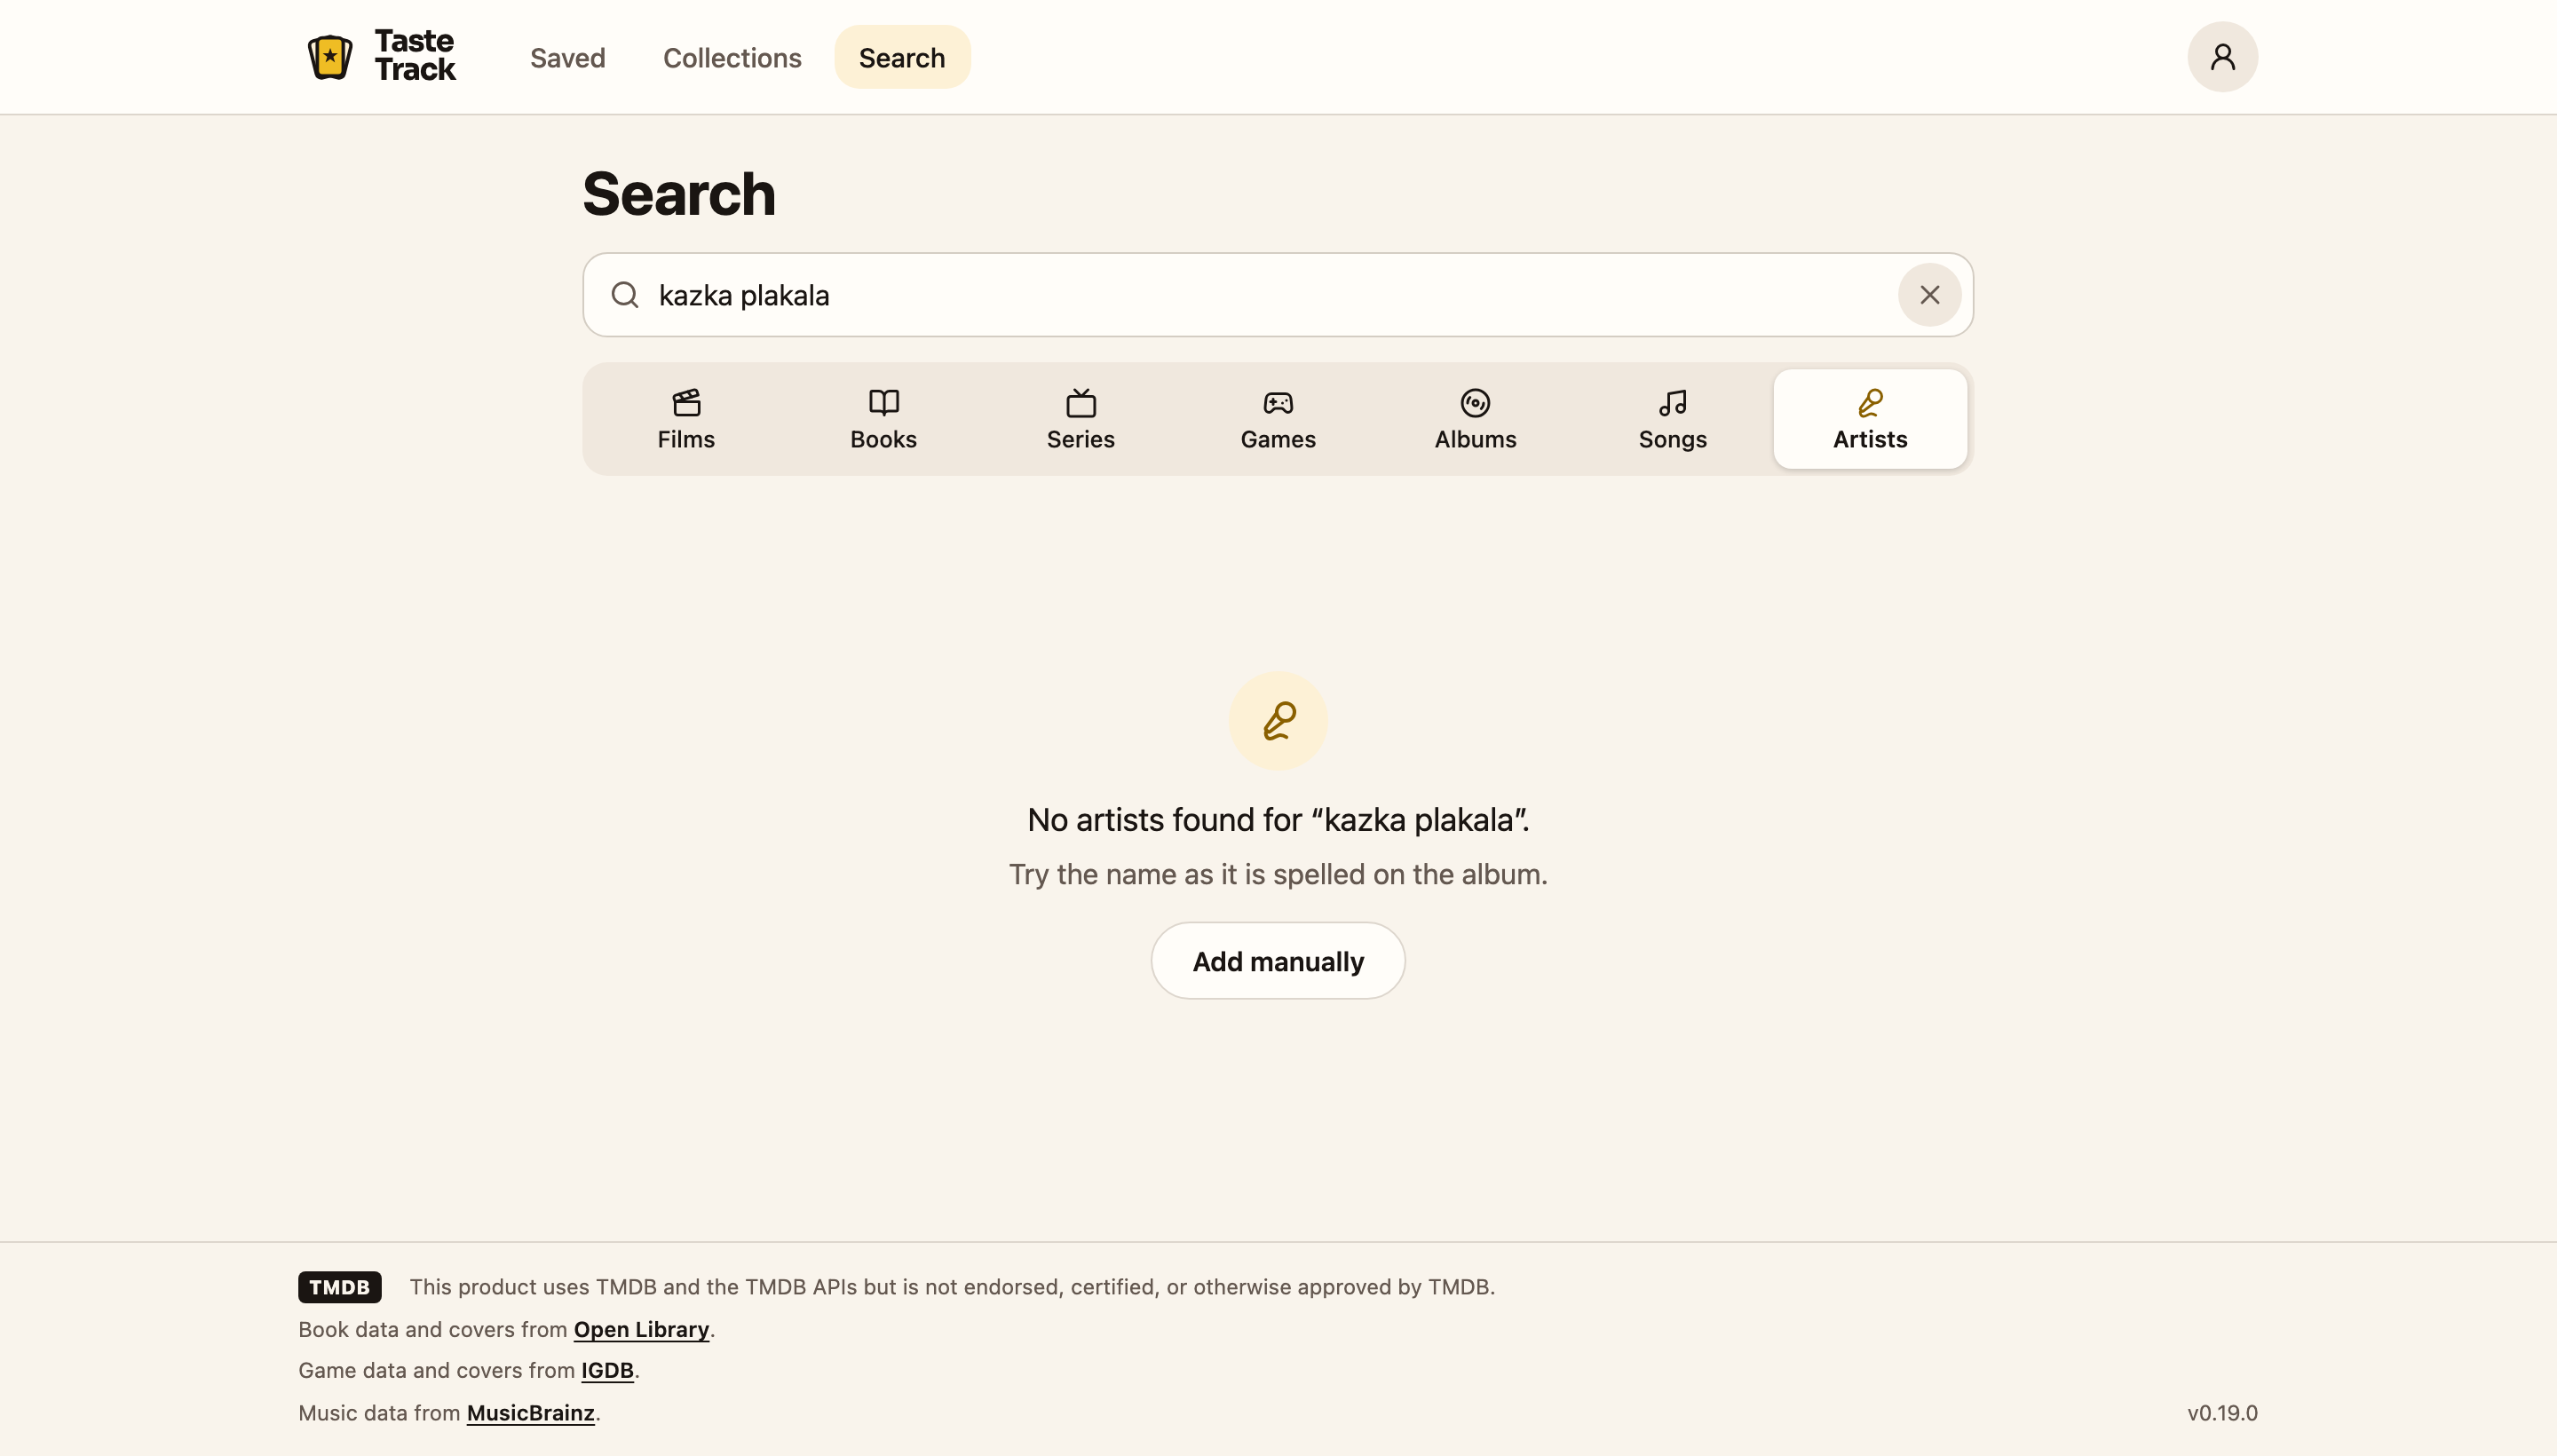 Taste
Track
Saved
Collections
Search
Search
kazka plakala
Films
Books
Series
Games
Albums
Songs
Artists
No artists found for “kazka plakala”.
Try the name as it is spelled on the album.
Add manually
TMDB This product uses TMDB and the TMDB APIs but is not endorsed, certified, or otherwise approved by TMDB.
Book data and covers from Open Library.
Game data and covers from IGDB.
Music data from MusicBrainz.
v0.19.0